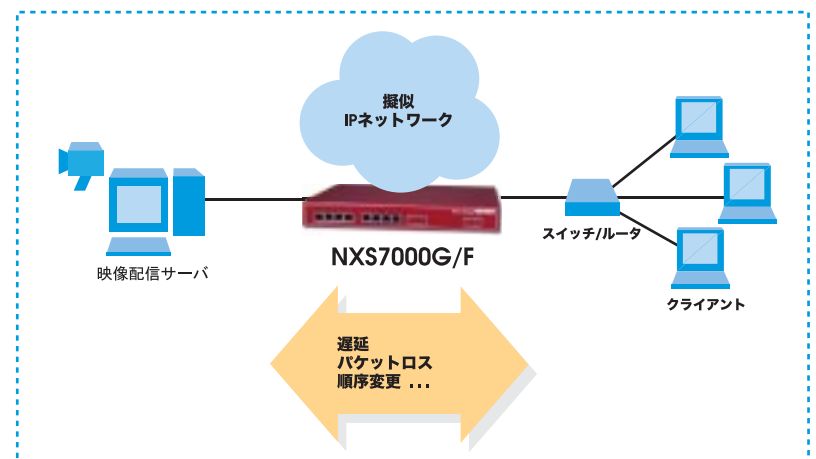 擬似
IPネットワーク
スイッチ/ルータ
NXS7000G/F
映像配信サーバ
クライアント
遅延
パケットロス
順序変更 ...